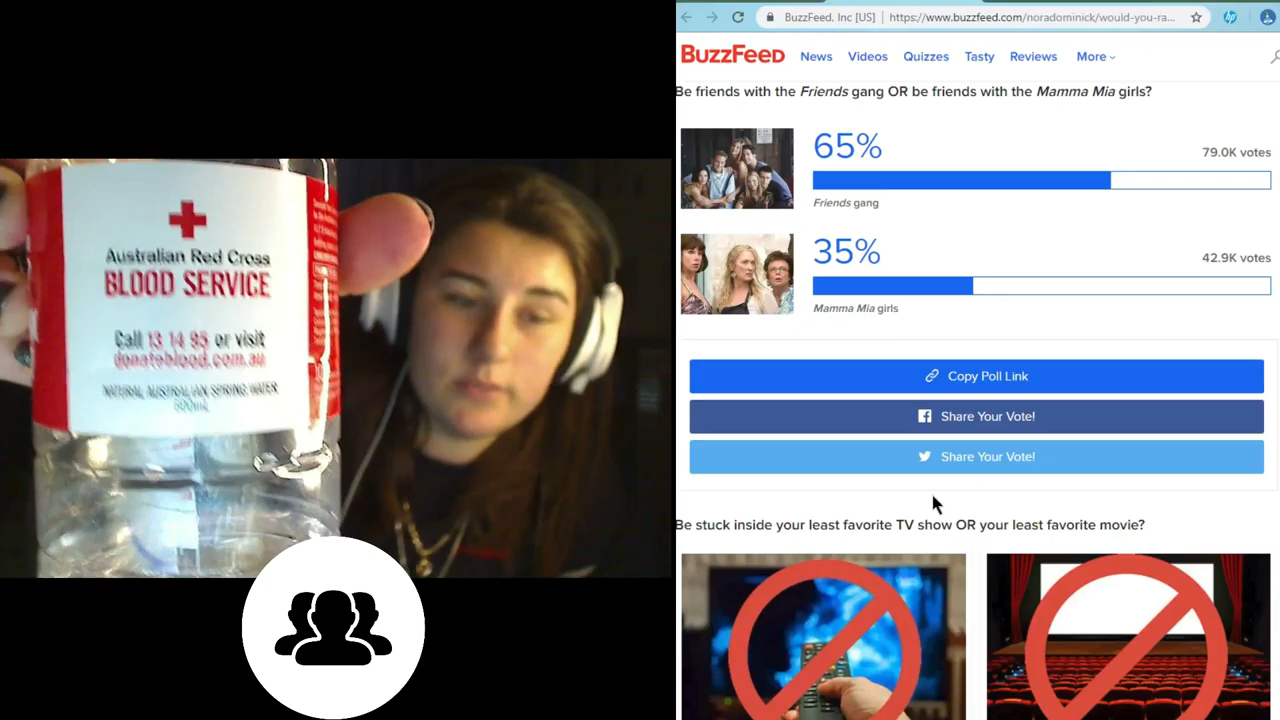 Australian Red Cross
BLOOD SERVICE
Call 13 14 95 or visit
donateblood.com.au
NATURAL AUSTRALIAN SPRING WATER
600mL
BuzzFeed, Inc [US]
https://www.buzzfeed.com/noradominick/would-you-ra...
BuzzFeed
News
Videos
Quizzes
Tasty
Reviews
More
Be friends with the Friends gang OR be friends with the Mamma Mia girls?
65%
79.0K votes
Friends gang
35%
42.9K votes
Mamma Mia girls
Copy Poll Link
Share Your Vote!
Share Your Vote!
Be stuck inside your least favorite TV show OR your least favorite movie?